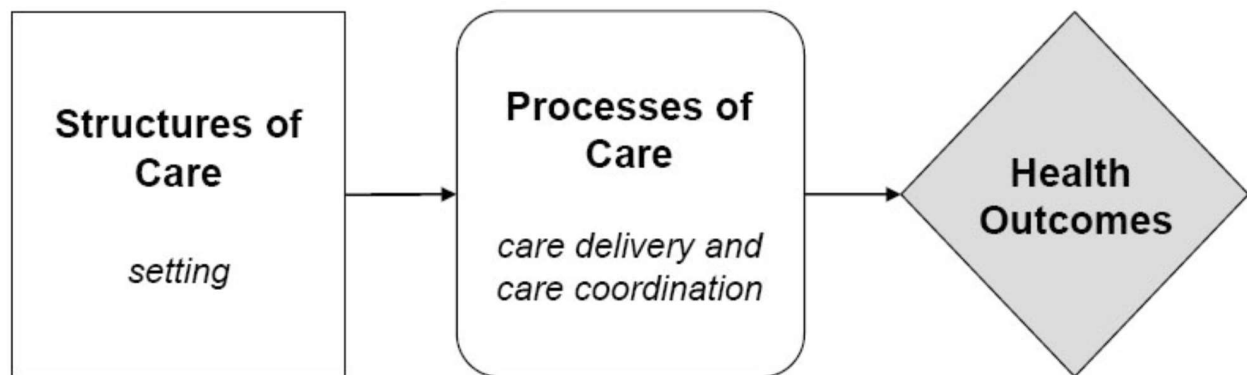 Structures of
Care
setting
Processes of
Care
care delivery and
care coordination
Health
Outcomes